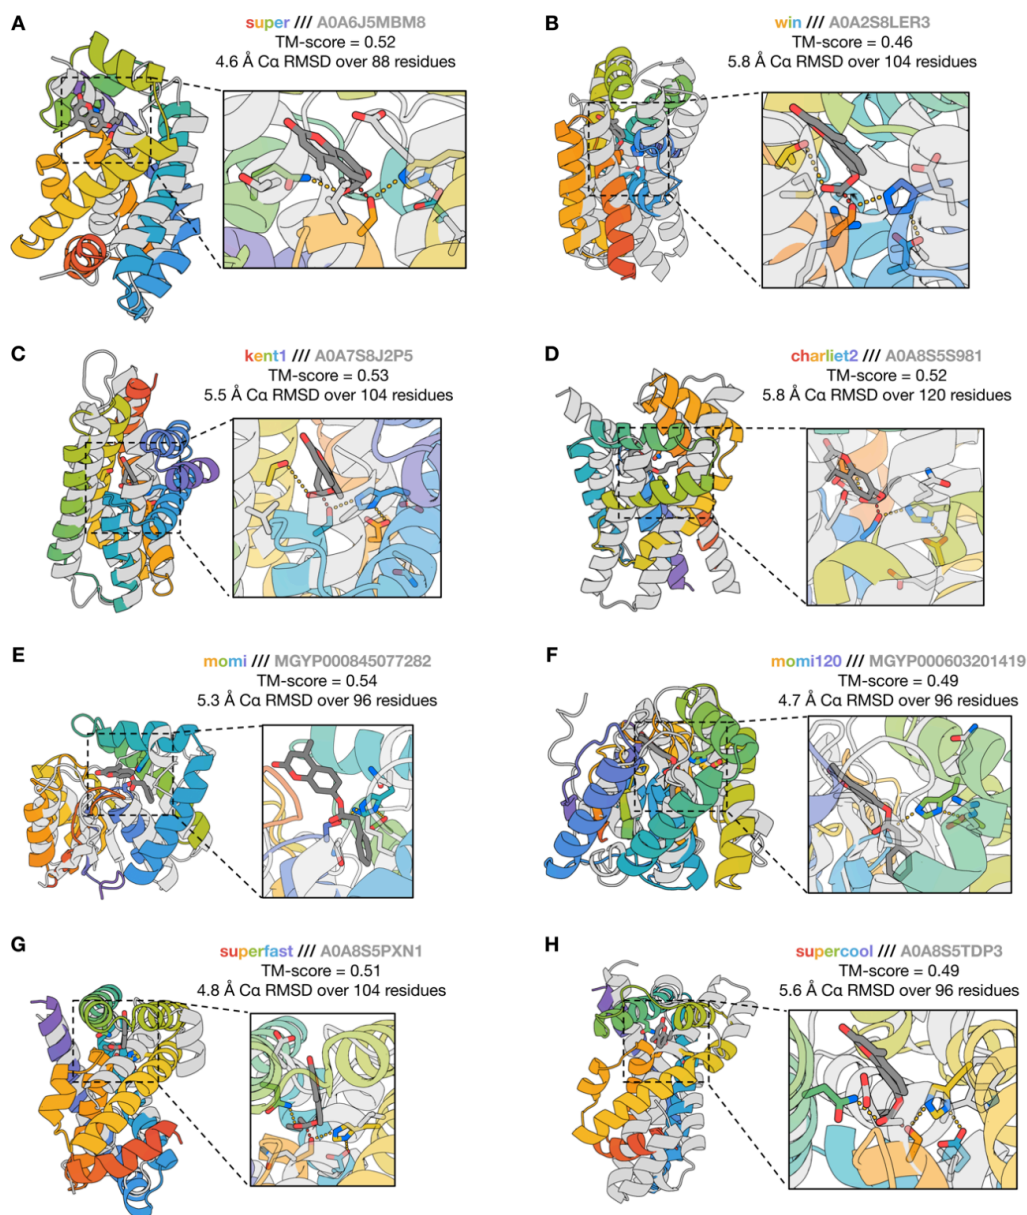 A
super /// A0A6J5MBM8
TM-score = 0.52
4.6 Å Cα RMSD over 88 residues
B
win /// A0A2S8LER3
TM-score = 0.46
5.8 Å Cα RMSD over 104 residues
C
kent1 /// A0A7S8J2P5
TM-score = 0.53
5.5 Å Cα RMSD over 104 residues
D
charliet2 /// A0A8S5S981
TM-score = 0.52
5.8 Å Cα RMSD over 120 residues
E
momi /// MGYP000845077282
TM-score = 0.54
5.3 Å Cα RMSD over 96 residues
F
momi120 /// MGYP000603201419
TM-score = 0.49
4.7 Å Cα RMSD over 96 residues
G
superfast /// A0A8S5PXN1
TM-score = 0.51
4.8 Å Cα RMSD over 104 residues
H
supercool /// A0A8S5TDP3
TM-score = 0.49
5.6 Å Cα RMSD over 96 residues